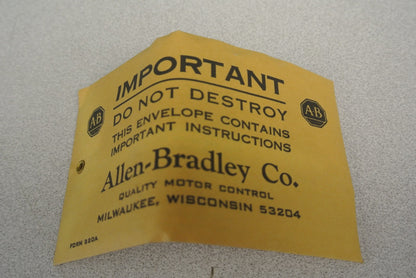 IMPORTANT
DO NOT DESTROY
AB
AB
THIS ENVELOPE CONTAINS
IMPORTANT INSTRUCTIONS
Allen-Bradley Co.
QUALITY MOTOR CONTROL
MILWAUKEE, WISCONSIN 53204
FORM 220A